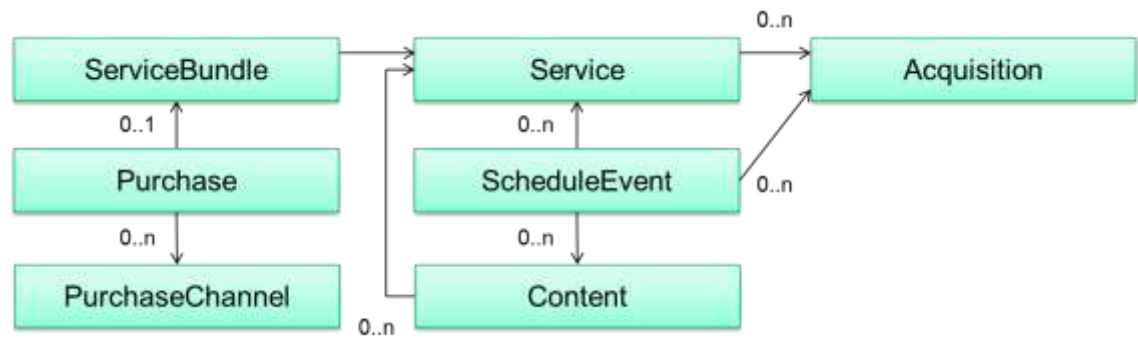 0..n
ServiceBundle
Service
Acquisition
0..1
0..n
Purchase
ScheduleEvent
0..n
0..n
0..n
PurchaseChannel
Content
0..n